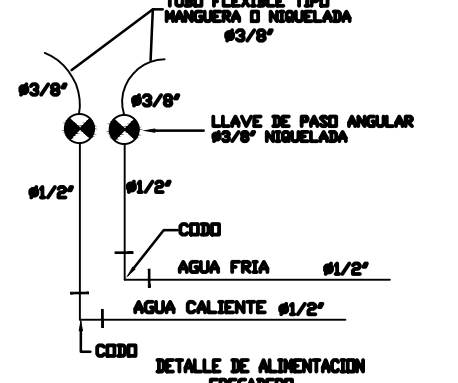 TUBO FLEXIBLE TIPO
MANGUERA O NIQUELADA
Ø3/8"
Ø3/8"
Ø3/8"
LLAVE DE PASO ANGULAR
Ø3/8" NIQUELADA
Ø1/2"
Ø1/2"
CODO
AGUA FRIA Ø1/2"
AGUA CALIENTE Ø1/2"
CODO
DETALLE DE ALIMENTACION
FREGADERO